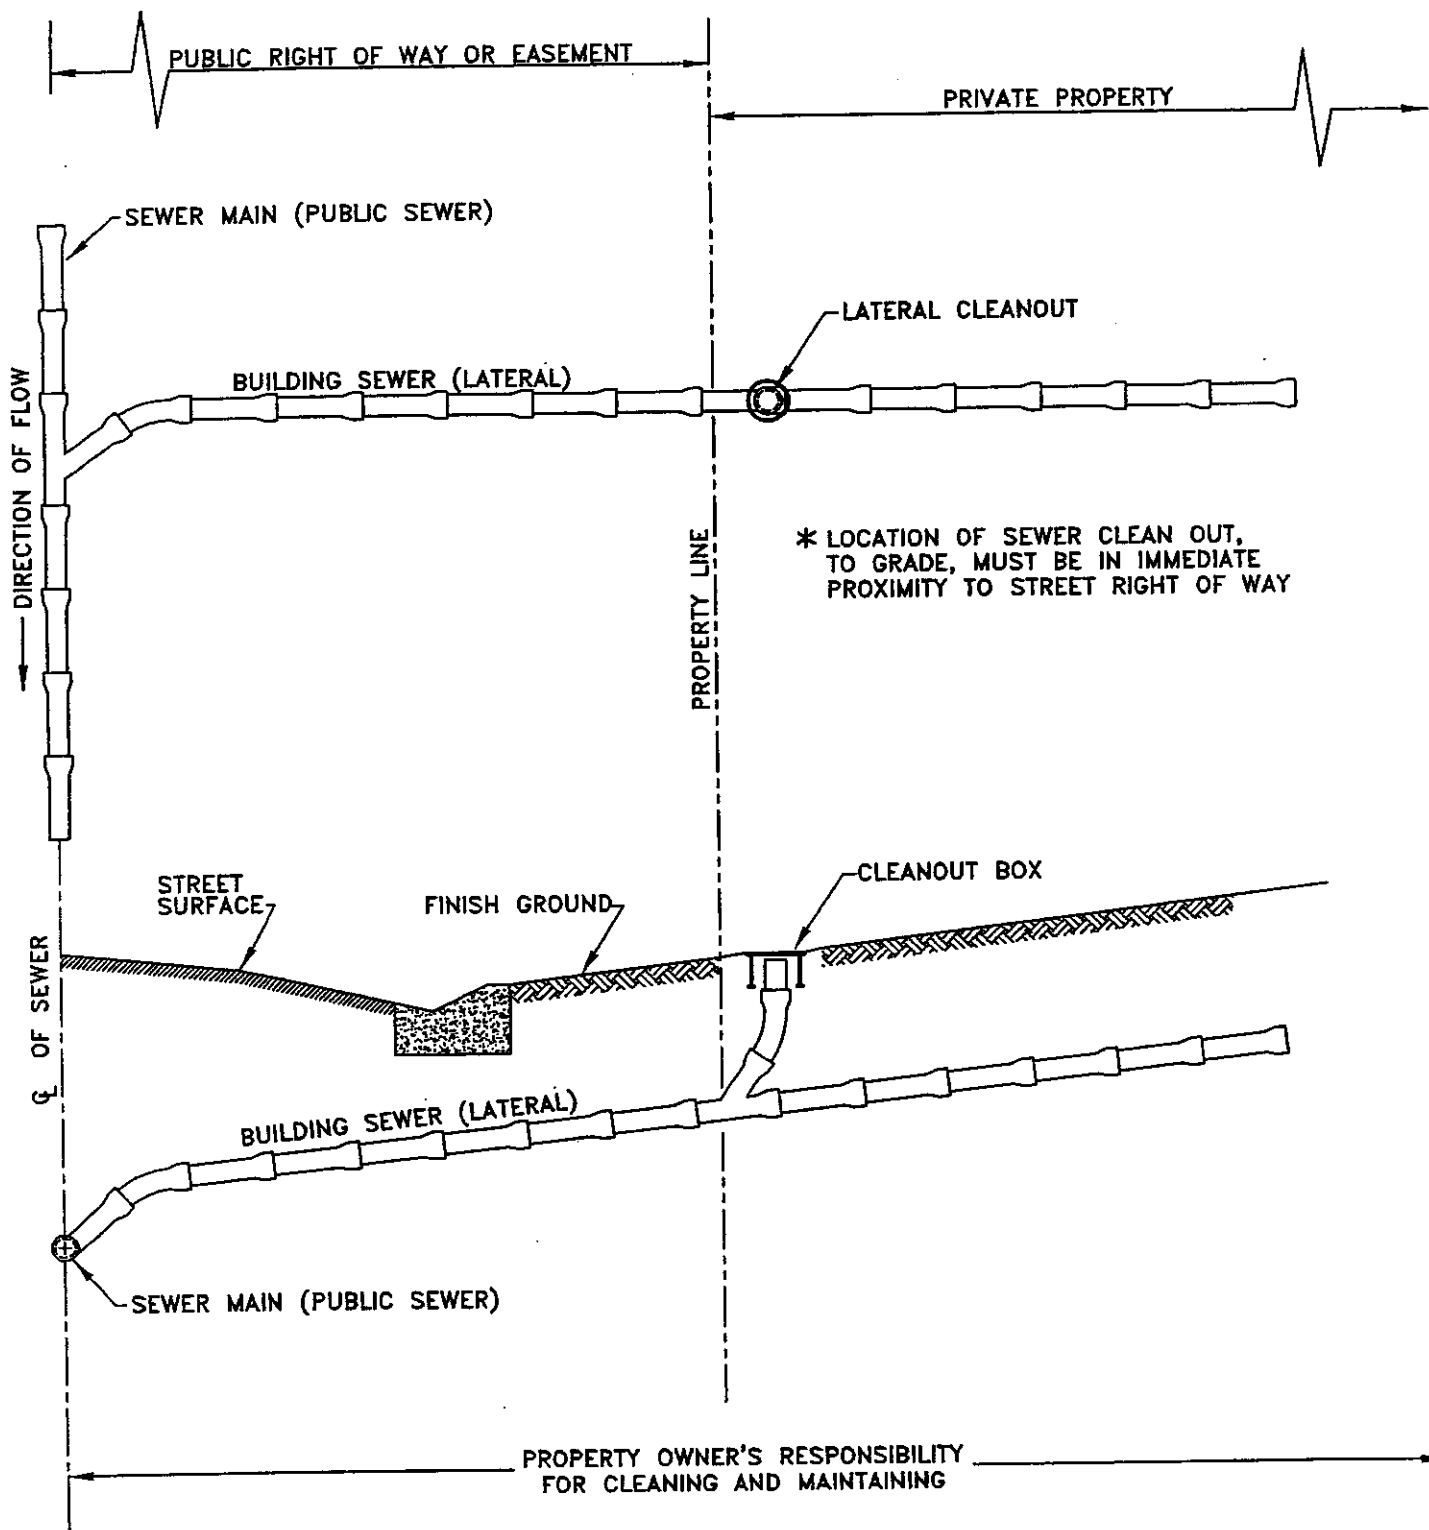 PUBLIC RIGHT OF WAY OR EASEMENT
PRIVATE PROPERTY
SEWER MAIN (PUBLIC SEWER)
LATERAL CLEANOUT
BUILDING SEWER (LATERAL)
DIRECTION OF FLOW
* LOCATION OF SEWER CLEAN OUT,
TO GRADE, MUST BE IN IMMEDIATE
PROXIMITY TO STREET RIGHT OF WAY
PROPERTY LINE
STREET
SURFACE
FINISH GROUND
CLEANOUT BOX
℄ OF SEWER
BUILDING SEWER (LATERAL)
SEWER MAIN (PUBLIC SEWER)
PROPERTY OWNER'S RESPONSIBILITY
FOR CLEANING AND MAINTAINING